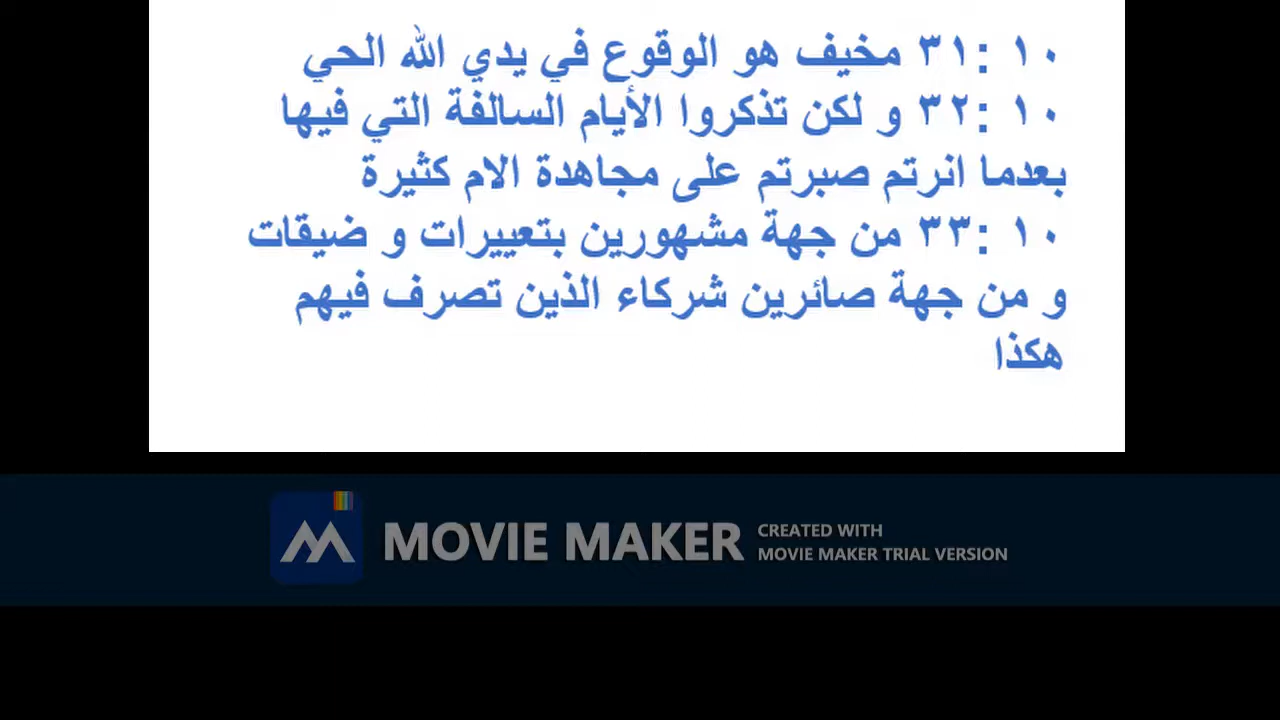 ١٠ :٣١ مخيف هو الوقوع في يدي الله الحي
١٠ :٣٢ و لكن تذكروا الأيام السالفة التي فيها
بعدما انرتم صبرتم على مجاهدة الام كثيرة
١٠ :٣٣ من جهة مشهورين بتعييرات و ضيقات
و من جهة صائرين شركاء الذين تصرف فيهم
هكذا
MOVIE MAKER
CREATED WITH
MOVIE MAKER TRIAL VERSION